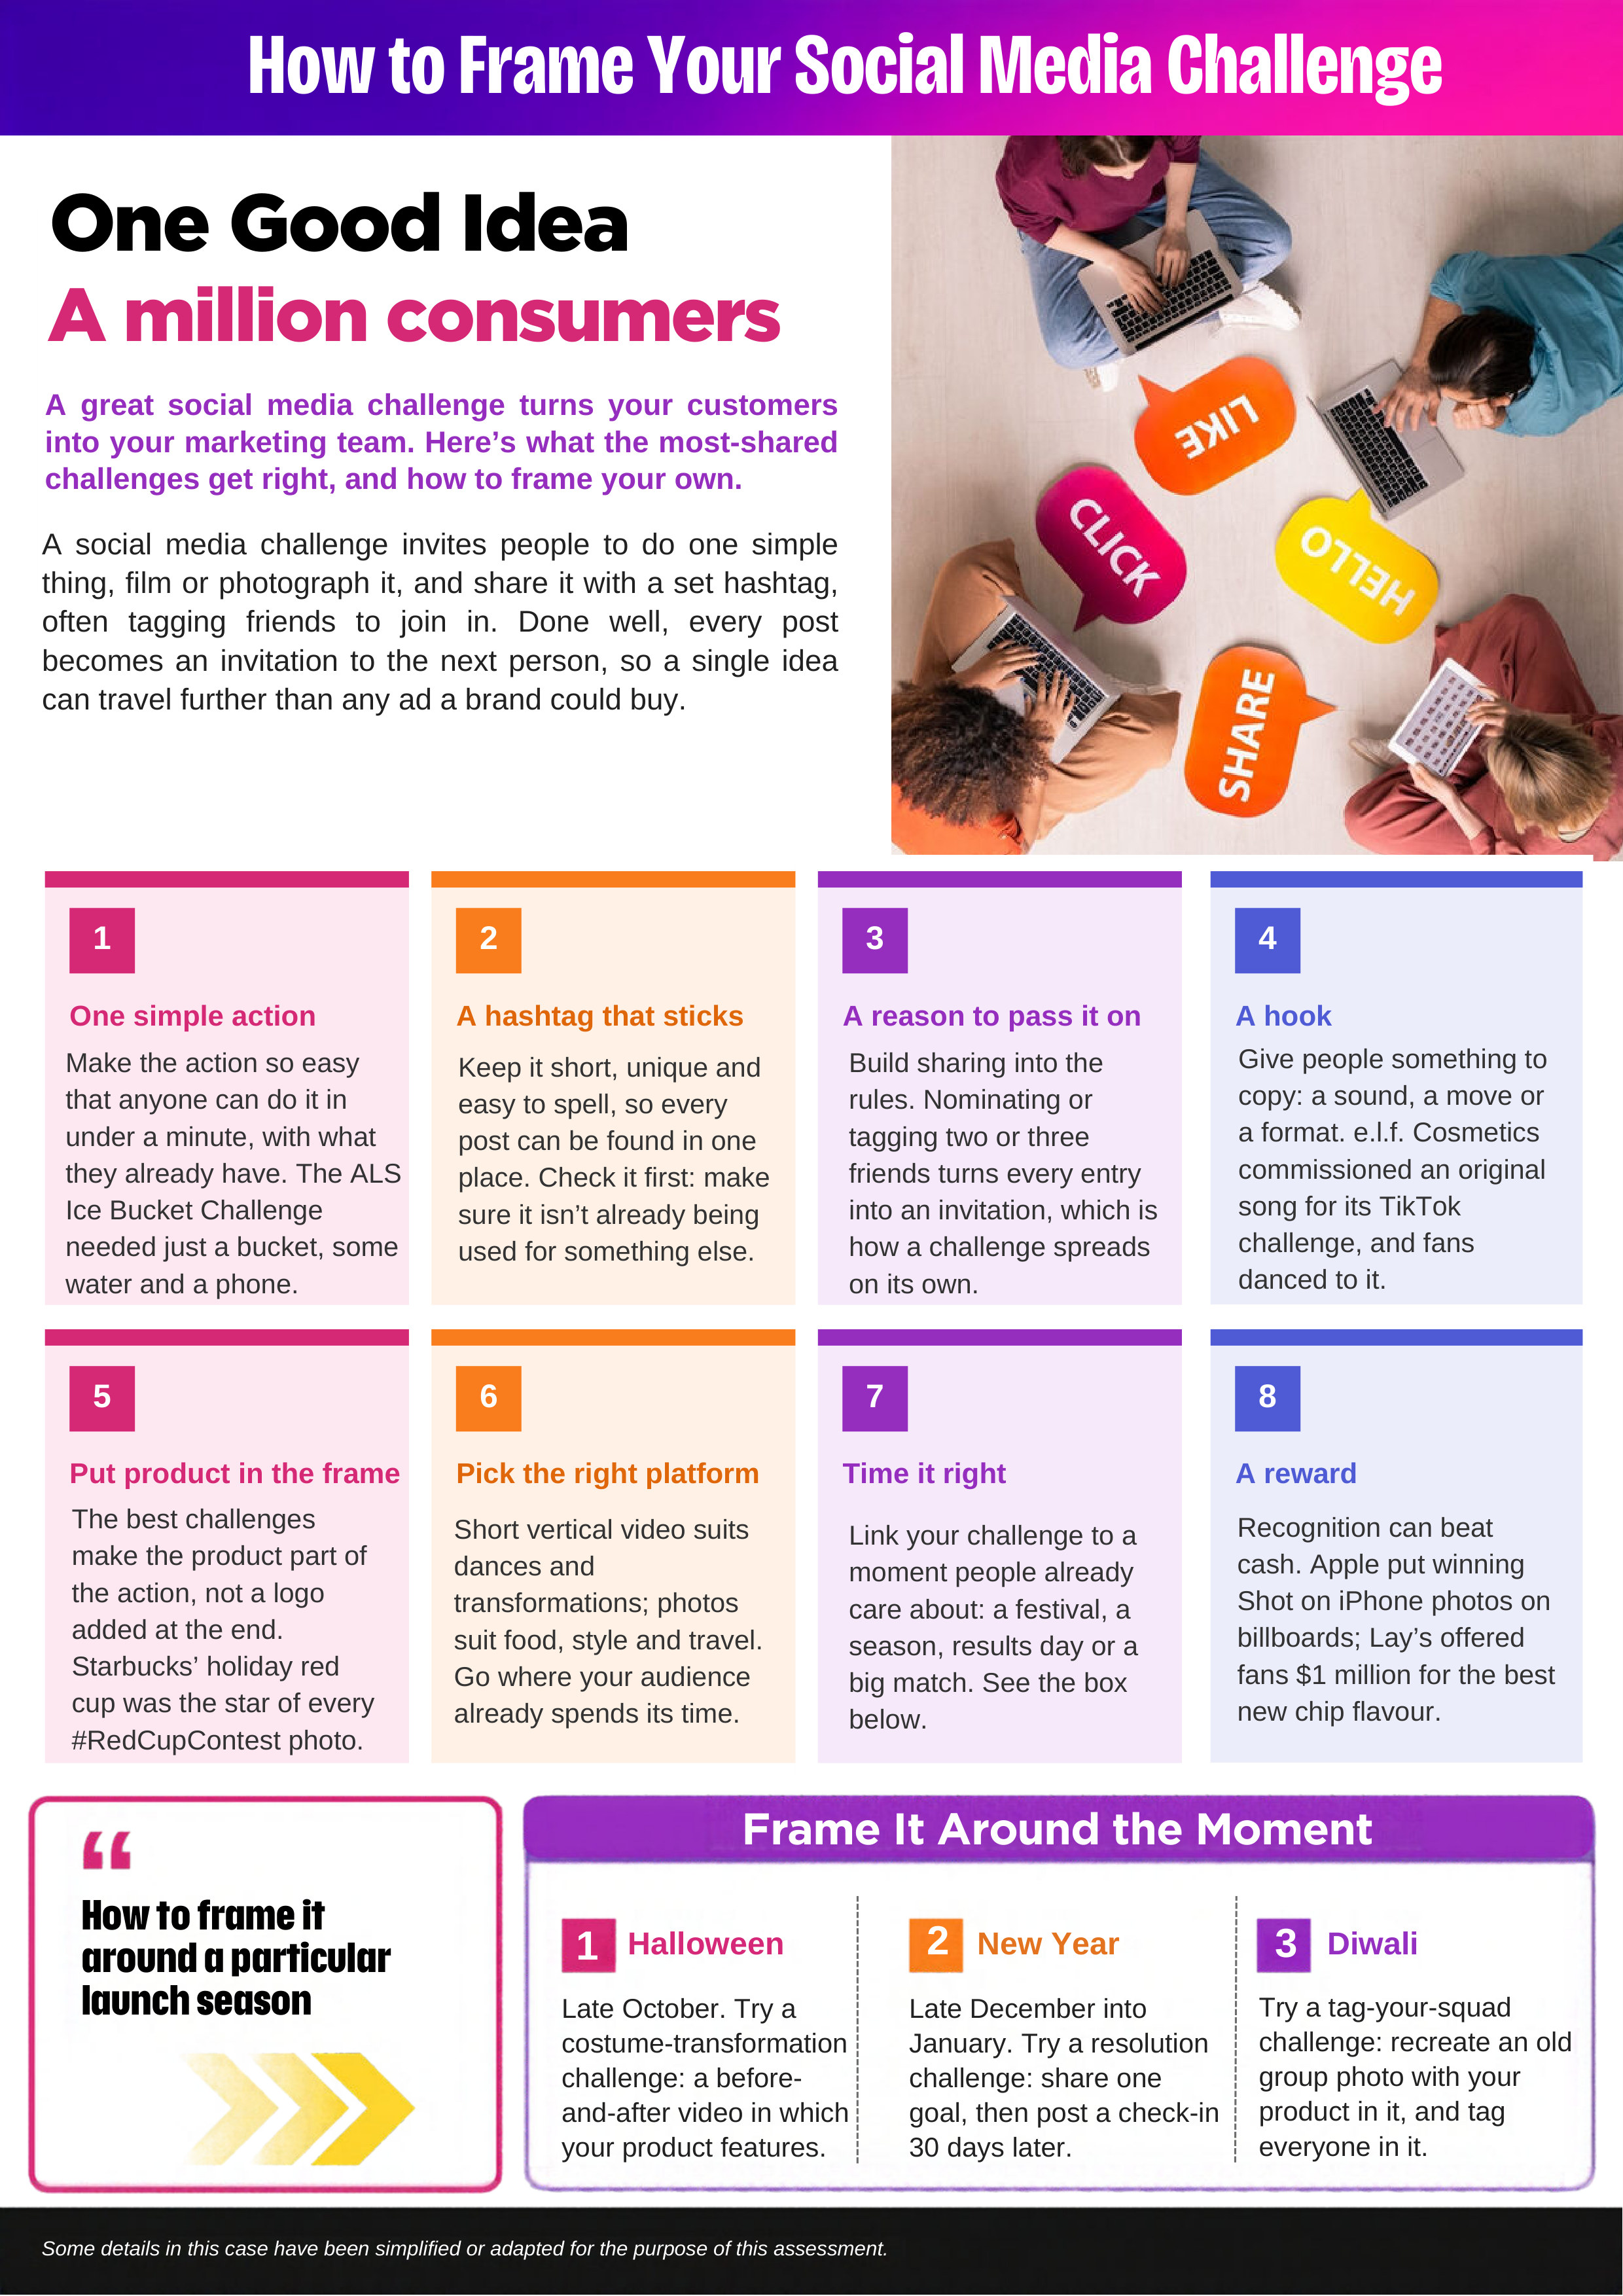 How to Frame Your Social Media Challenge
One Good Idea
A million consumers
A great social media challenge turns your customers
into your marketing team. Here’s what the most-shared
challenges get right, and how to frame your own.
A social media challenge invites people to do one simple
thing, film or photograph it, and share it with a set hashtag,
often tagging friends to join in. Done well, every post
becomes an invitation to the next person, so a single idea
can travel further than any ad a brand could buy.
LIKE
CLICK
HELLO
SHARE
1
One simple action
Make the action so easy
that anyone can do it in
under a minute, with what
they already have. The ALS
Ice Bucket Challenge
needed just a bucket, some
water and a phone.
2
A hashtag that sticks
Keep it short, unique and
easy to spell, so every
post can be found in one
place. Check it first: make
sure it isn’t already being
used for something else.
3
A reason to pass it on
Build sharing into the
rules. Nominating or
tagging two or three
friends turns every entry
into an invitation, which is
how a challenge spreads
on its own.
4
A hook
Give people something to
copy: a sound, a move or
a format. e.l.f. Cosmetics
commissioned an original
song for its TikTok
challenge, and fans
danced to it.
5
Put product in the frame
The best challenges
make the product part of
the action, not a logo
added at the end.
Starbucks’ holiday red
cup was the star of every
#RedCupContest photo.
6
Pick the right platform
Short vertical video suits
dances and
transformations; photos
suit food, style and travel.
Go where your audience
already spends its time.
7
Time it right
Link your challenge to a
moment people already
care about: a festival, a
season, results day or a
big match. See the box
below.
8
A reward
Recognition can beat
cash. Apple put winning
Shot on iPhone photos on
billboards; Lay’s offered
fans $1 million for the best
new chip flavour.
“
How to frame it
around a particular
launch season
Frame It Around the Moment
1 Halloween
Late October. Try a
costume-transformation
challenge: a before-
and-after video in which
your product features.
2 New Year
Late December into
January. Try a resolution
challenge: share one
goal, then post a check-in
30 days later.
3 Diwali
Try a tag-your-squad
challenge: recreate an old
group photo with your
product in it, and tag
everyone in it.
Some details in this case have been simplified or adapted for the purpose of this assessment.